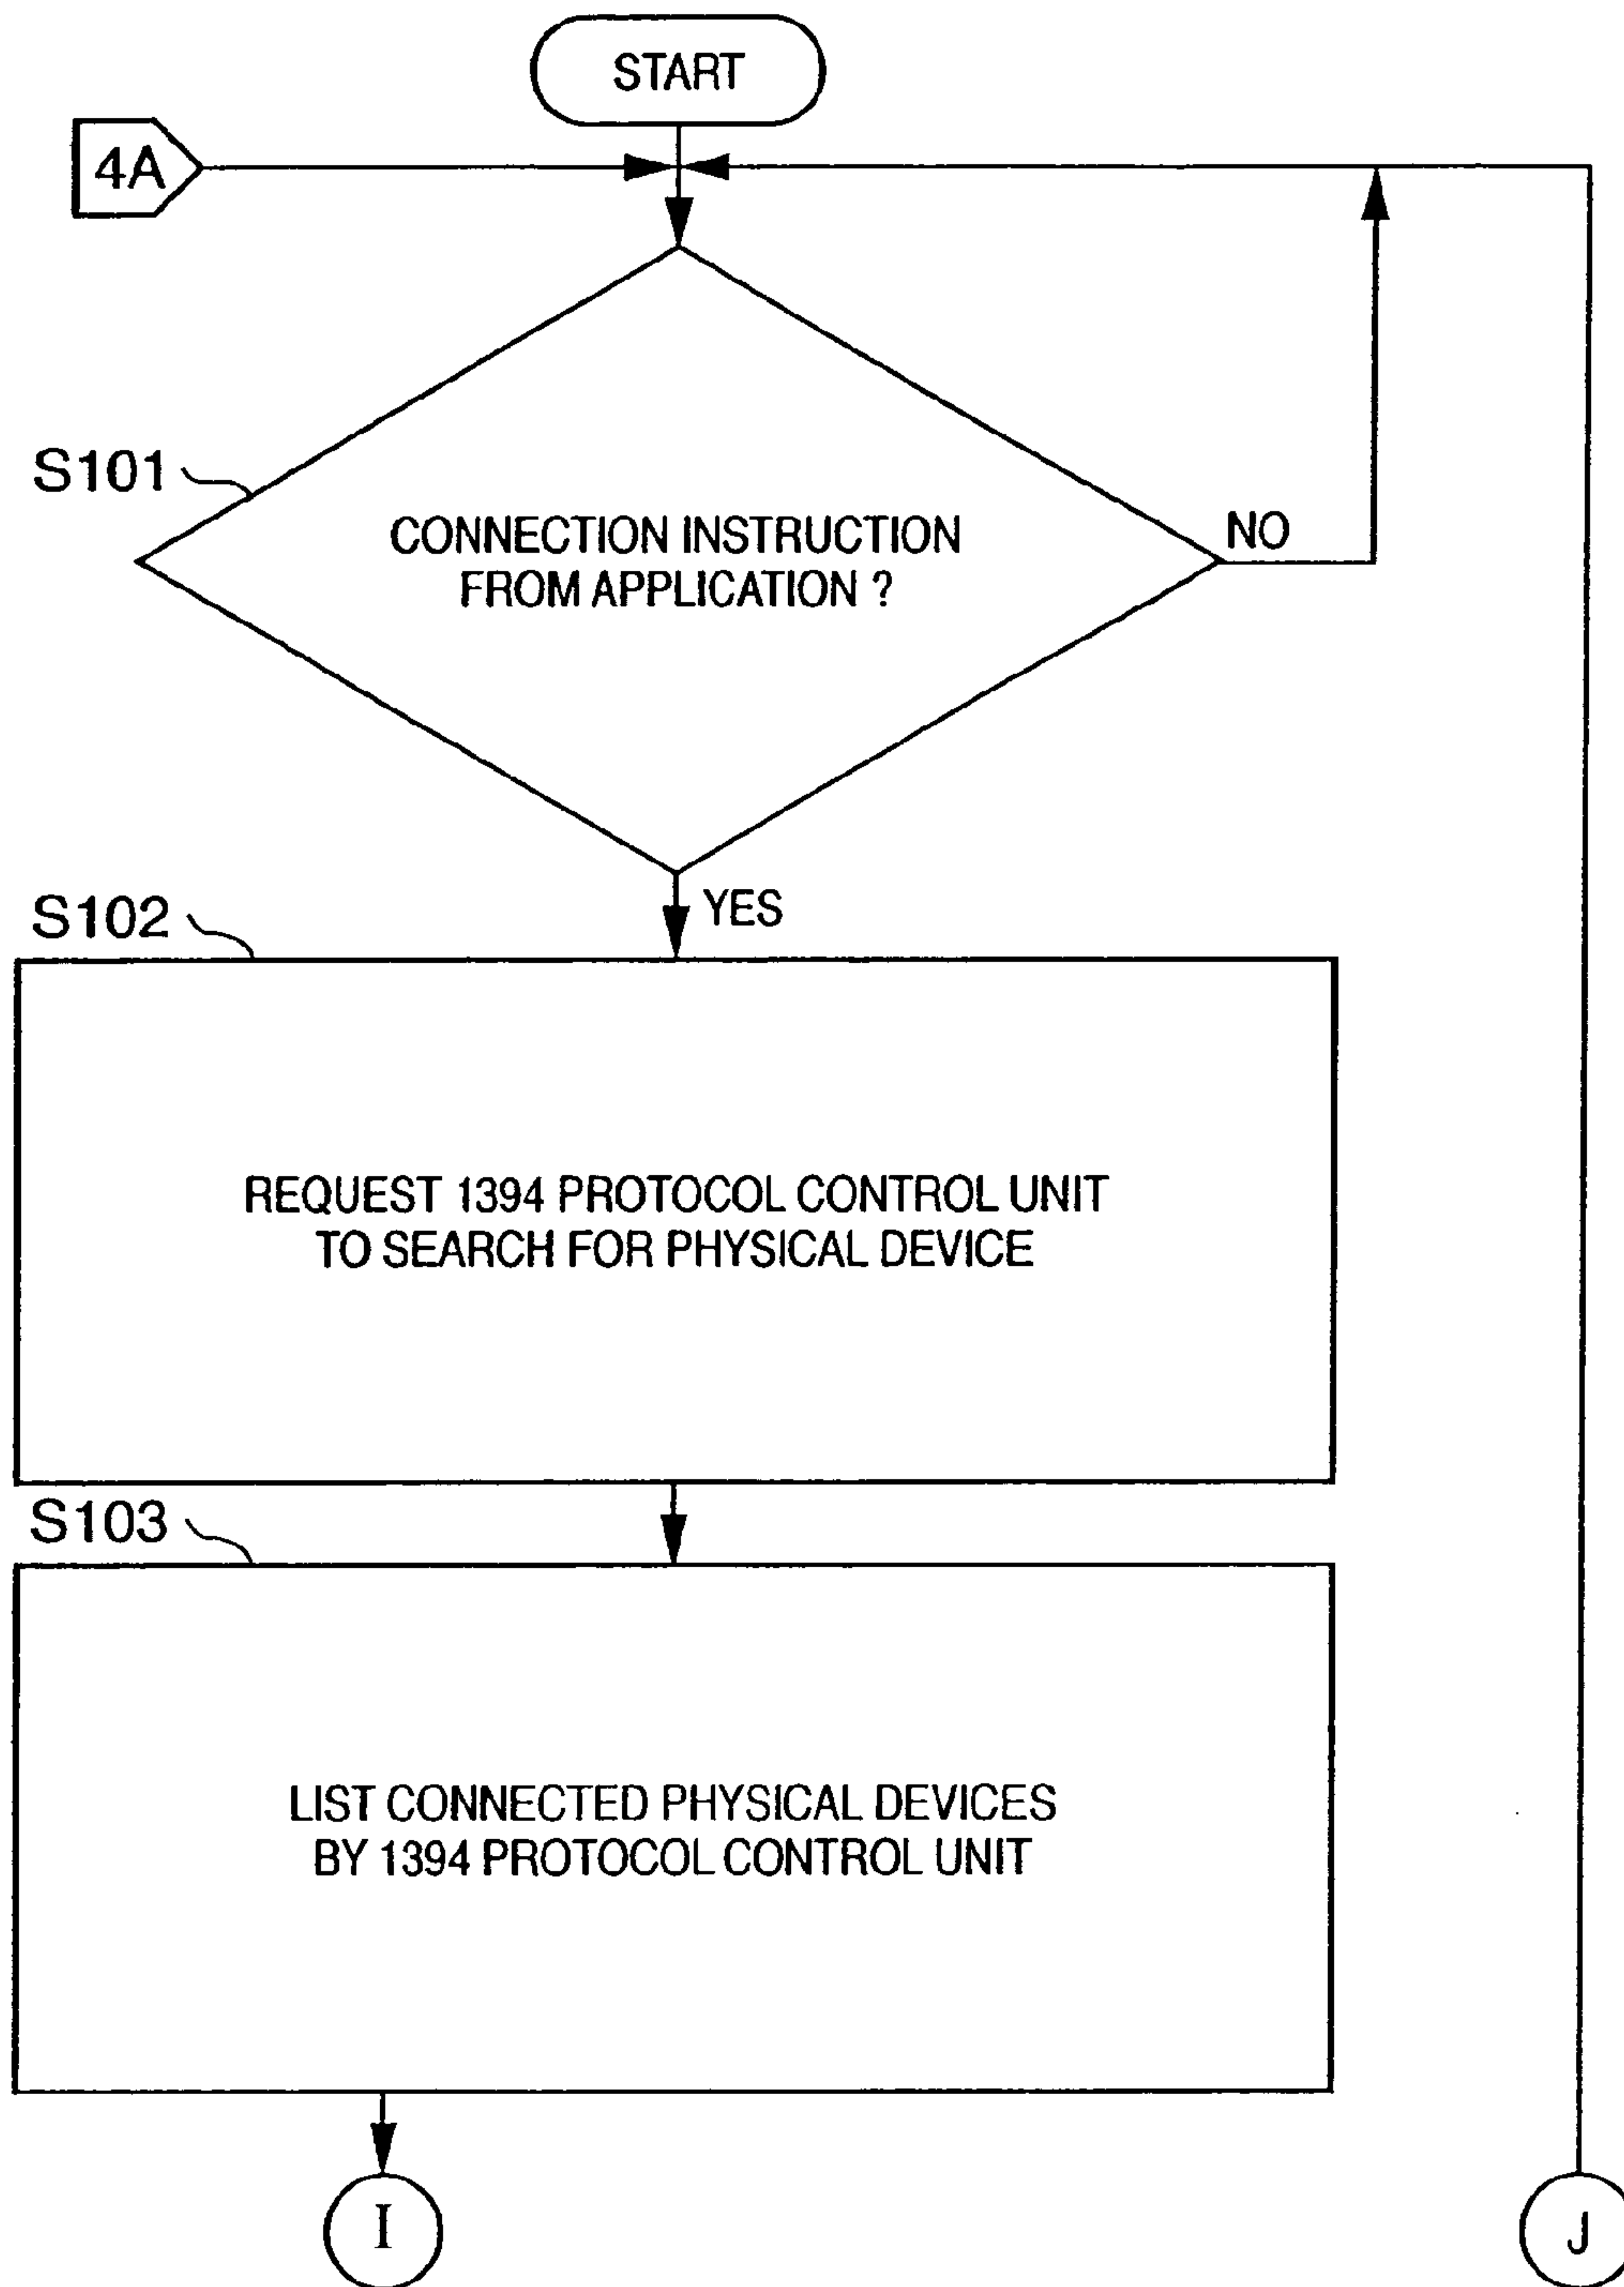 START
4A
S101
CONNECTION INSTRUCTION
FROM APPLICATION ?
NO
YES
S102
REQUEST 1394 PROTOCOL CONTROL UNIT
TO SEARCH FOR PHYSICAL DEVICE
S103
LIST CONNECTED PHYSICAL DEVICES
BY 1394 PROTOCOL CONTROL UNIT
I
J